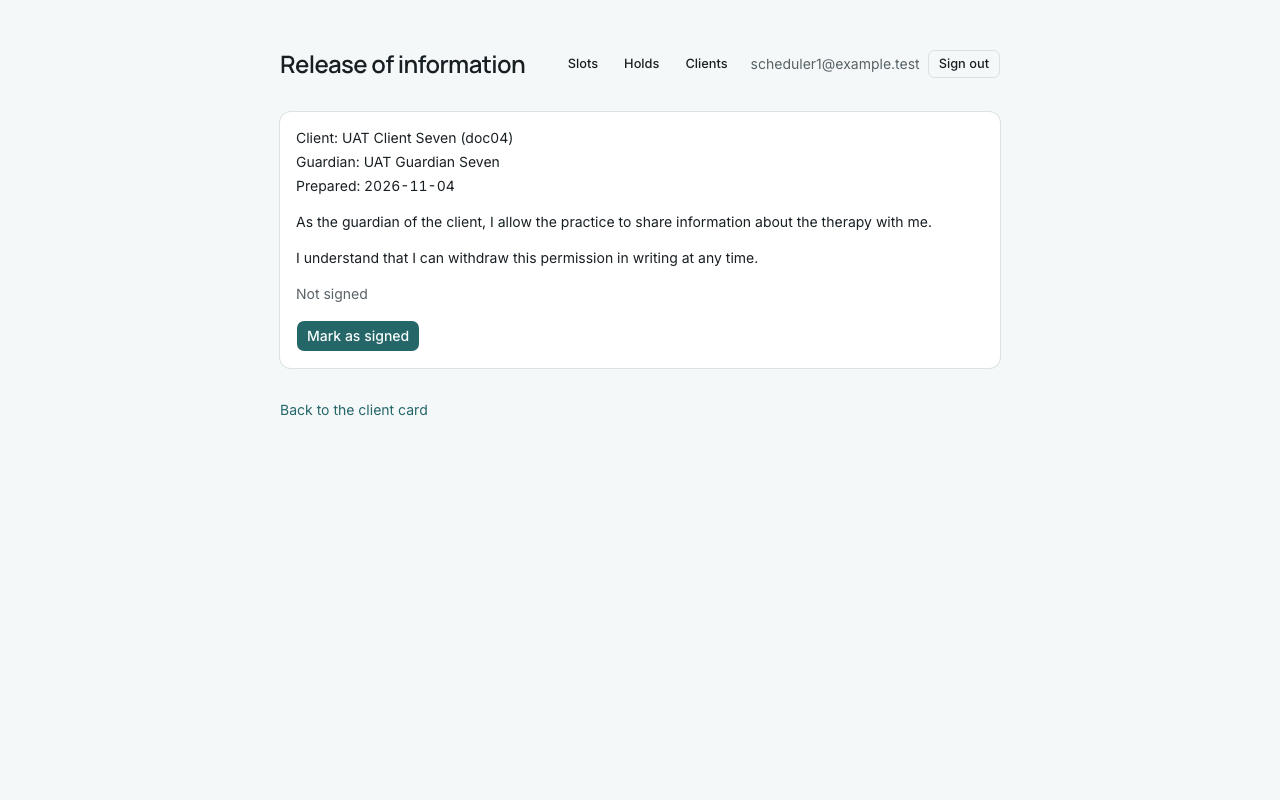 Release of information
Slots
Holds
Clients
scheduler1@example.test
Sign out
Client: UAT Client Seven (doc04)
Guardian: UAT Guardian Seven
Prepared: 2026-11-04
As the guardian of the client, I allow the practice to share information about the therapy with me.
I understand that I can withdraw this permission in writing at any time.
Not signed
Mark as signed
Back to the client card